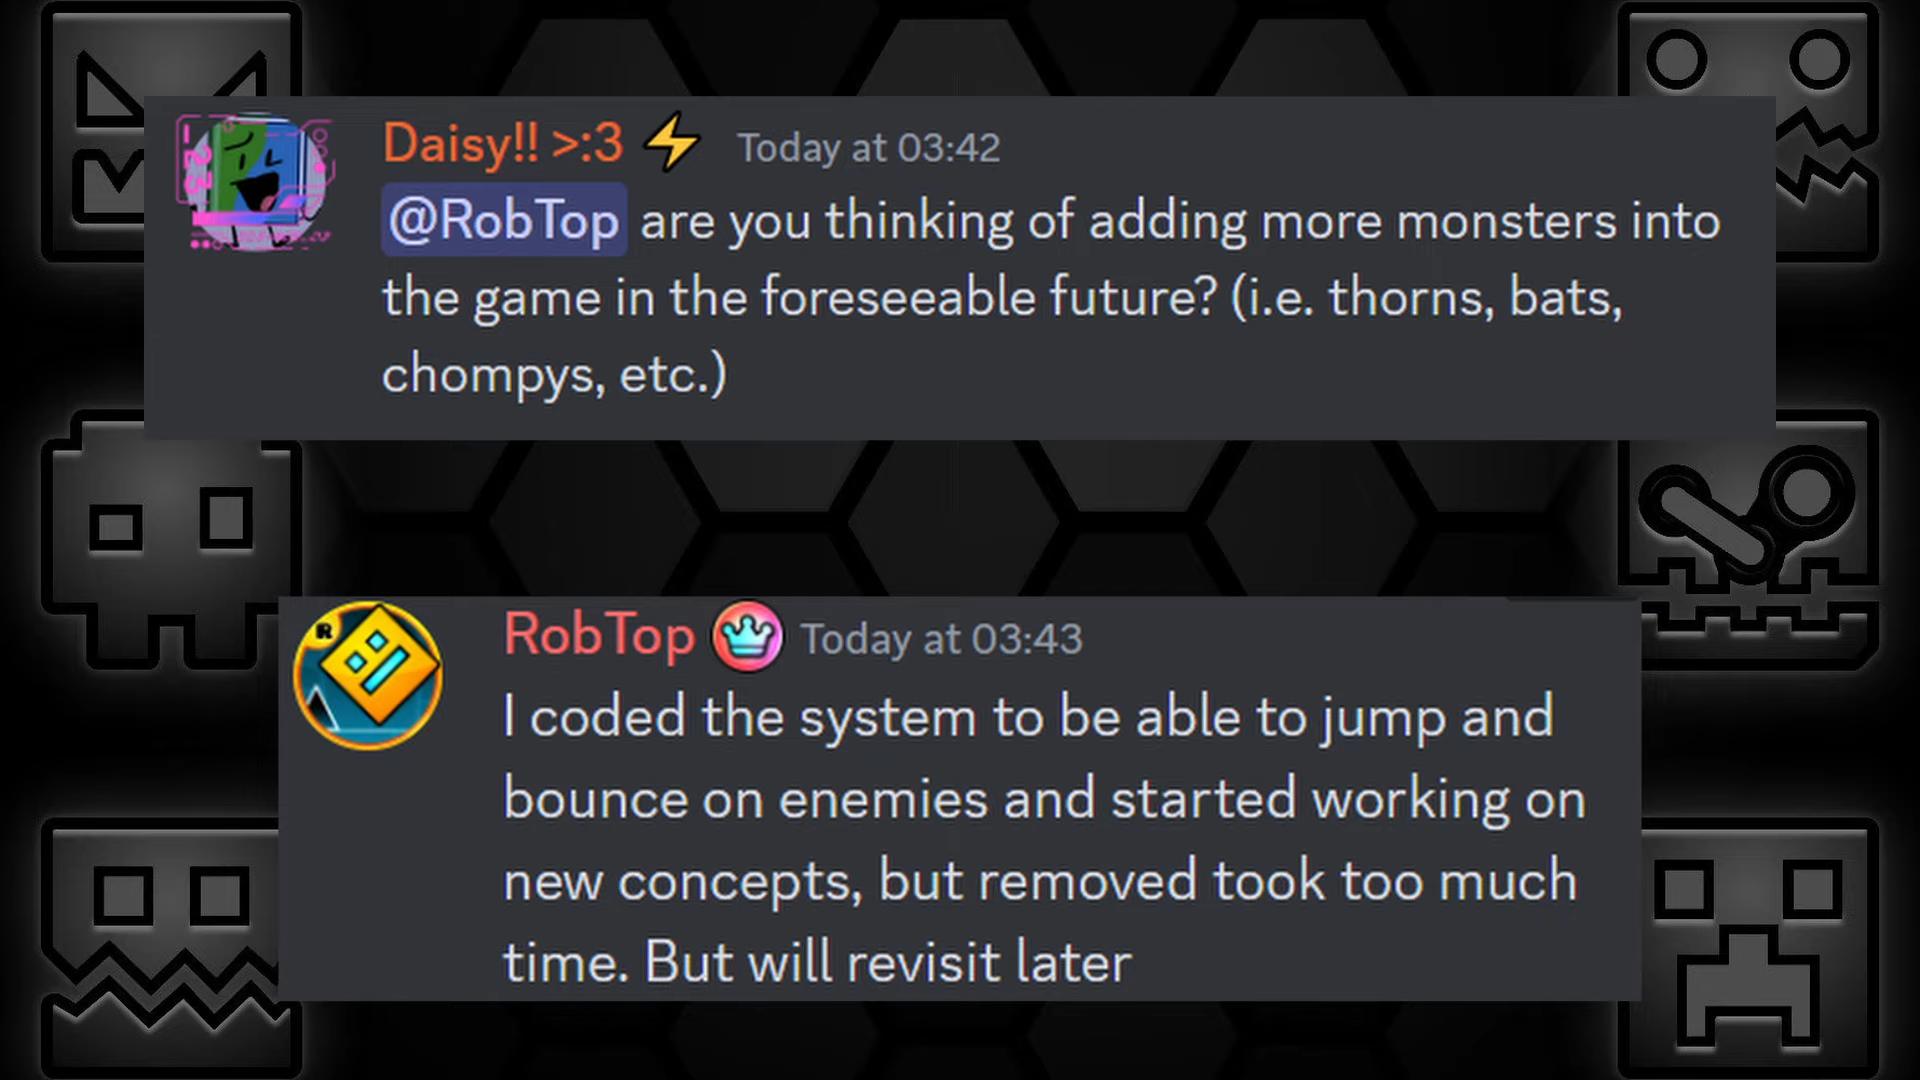 Daisy!! >:3 ⚡ Today at 03:42
@RobTop are you thinking of adding more monsters into
the game in the foreseeable future? (i.e. thorns, bats,
chompys, etc.)
RobTop Today at 03:43
I coded the system to be able to jump and
bounce on enemies and started working on
new concepts, but removed took too much
time. But will revisit later
R